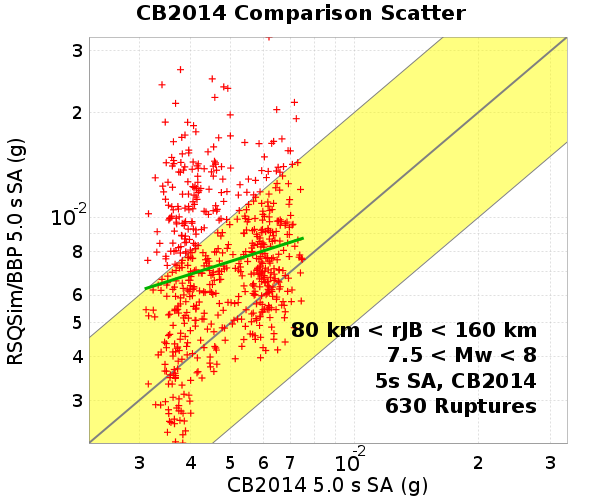 CB2014 Comparison Scatter
RSQSim/BBP 5.0 s SA (g)
3
2
10-2
8
6
5
4
3
80 km < rJB < 160 km
7.5 < Mw < 8
5s SA, CB2014
630 Ruptures
3 4 5 6 7 10-2 2 3
CB2014 5.0 s SA (g)